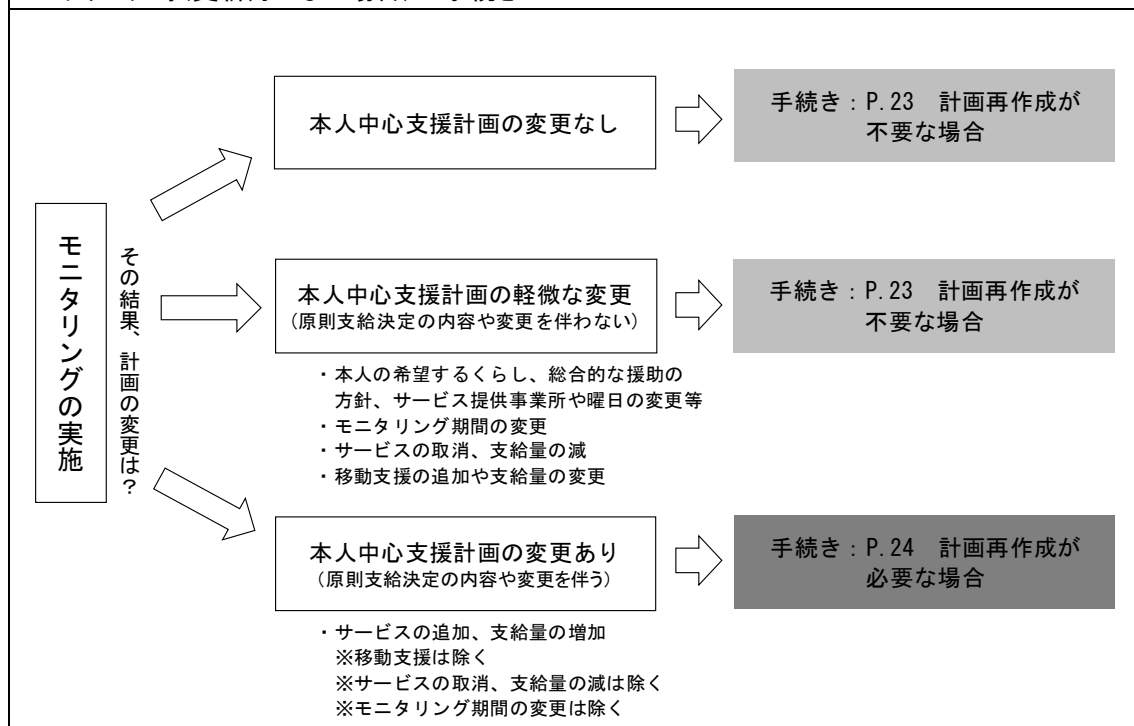 モニタリングの実施
その結果、計画の変更は？
本人中心支援計画の変更なし
手続き：P.23　計画再作成が
不要な場合
本人中心支援計画の軽微な変更
（原則支給決定の内容や変更を伴わない）
手続き：P.23　計画再作成が
不要な場合
・本人の希望するくらし、総合的な援助の
方針、サービス提供事業所や曜日の変更等
・モニタリング期間の変更
・サービスの取消、支給量の減
・移動支援の追加や支給量の変更
本人中心支援計画の変更あり
（原則支給決定の内容や変更を伴う）
手続き：P.24　計画再作成が
必要な場合
・サービスの追加、支給量の増加
※移動支援は除く
※サービスの取消、支給量の減は除く
※モニタリング期間の変更は除く